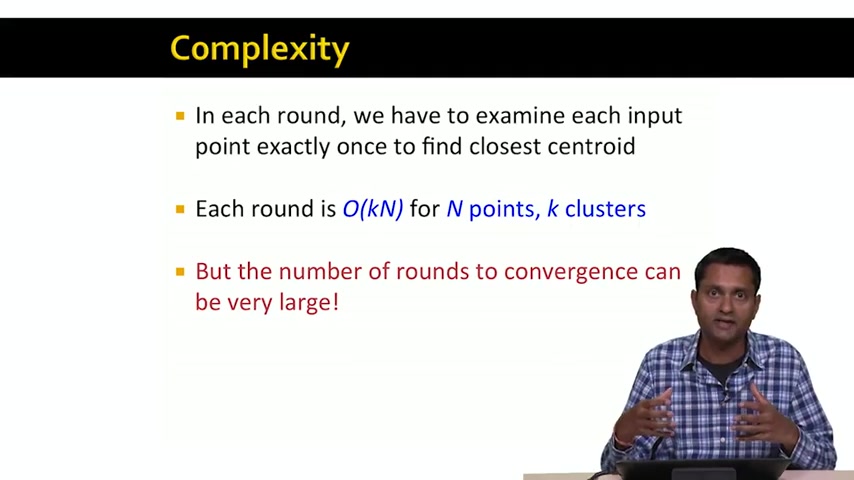 Complexity
In each round, we have to examine each input
point exactly once to find closest centroid
Each round is O(kN) for N points, k clusters
But the number of rounds to convergence can
be very large!